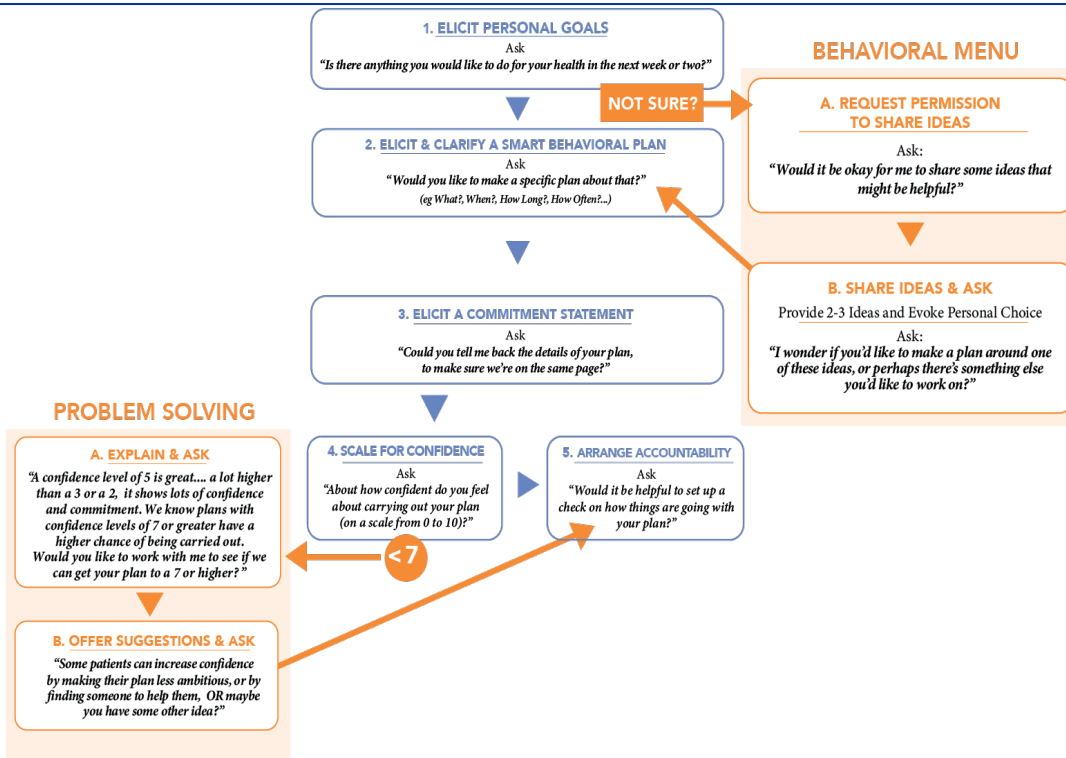 1. ELICIT PERSONAL GOALS
Ask
“Is there anything you would like to do for your health in the next week or two?”
NOT SURE?
2. ELICIT & CLARIFY A SMART BEHAVIORAL PLAN
Ask
“Would you like to make a specific plan about that?”
(eg What?, When?, How Long?, How Often?...)
3. ELICIT A COMMITMENT STATEMENT
Ask
“Could you tell me back the details of your plan,
to make sure we’re on the same page?”
4. SCALE FOR CONFIDENCE
Ask
“About how confident do you feel
about carrying out your plan
(on a scale from 0 to 10)?”
< 7
5. ARRANGE ACCOUNTABILITY
Ask
“Would it be helpful to set up a
check on how things are going with
your plan?”
BEHAVIORAL MENU
A. REQUEST PERMISSION
TO SHARE IDEAS
Ask:
“Would it be okay for me to share some ideas that
might be helpful?”
B. SHARE IDEAS & ASK
Provide 2-3 Ideas and Evoke Personal Choice
Ask:
“I wonder if you’d like to make a plan around one
of these ideas, or perhaps there’s something else
you’d like to work on?”
PROBLEM SOLVING
A. EXPLAIN & ASK
“A confidence level of 5 is great.... a lot higher
than a 3 or a 2, it shows lots of confidence
and commitment. We know plans with
confidence levels of 7 or greater have a
higher chance of being carried out.
Would you like to work with me to see if we
can get your plan to a 7 or higher?”
B. OFFER SUGGESTIONS & ASK
“Some patients can increase confidence
by making their plan less ambitious, or by
finding someone to help them, OR maybe
you have some other idea?”